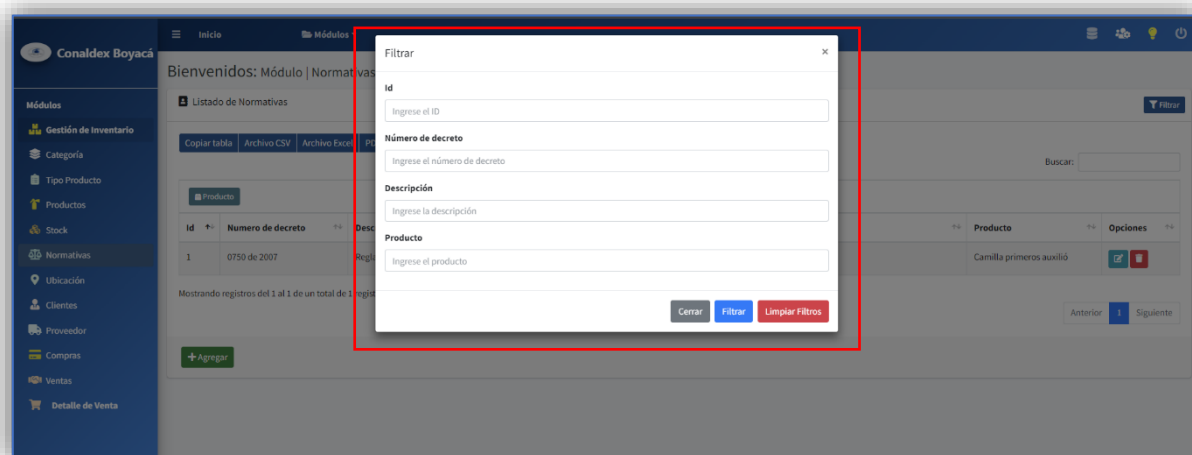 Conaldex Boyacá
Inicio
Módulos
Bienvenidos: Módulo | Normativas
Módulos
Gestión de Inventario
Categoría
Tipo Producto
Productos
Stock
Normativas
Ubicación
Clientes
Proveedor
Compras
Ventas
Detalle de Venta
Listado de Normativas
Filtrar
Copiar tabla Archivo CSV Archivo Excel
Buscar:
Producto
Id Numero de decreto Producto Opciones
1 0750 de 2007 Camilla primeros auxilió
Mostrando registros del 1 al 1 de un total de 1
Anterior 1 Siguiente
Agregar
Filtrar ×
Id
Ingrese el ID
Número de decreto
Ingrese el número de decreto
Descripción
Ingrese la descripción
Producto
Ingrese el producto
Cerrar Filtrar Limpiar Filtros